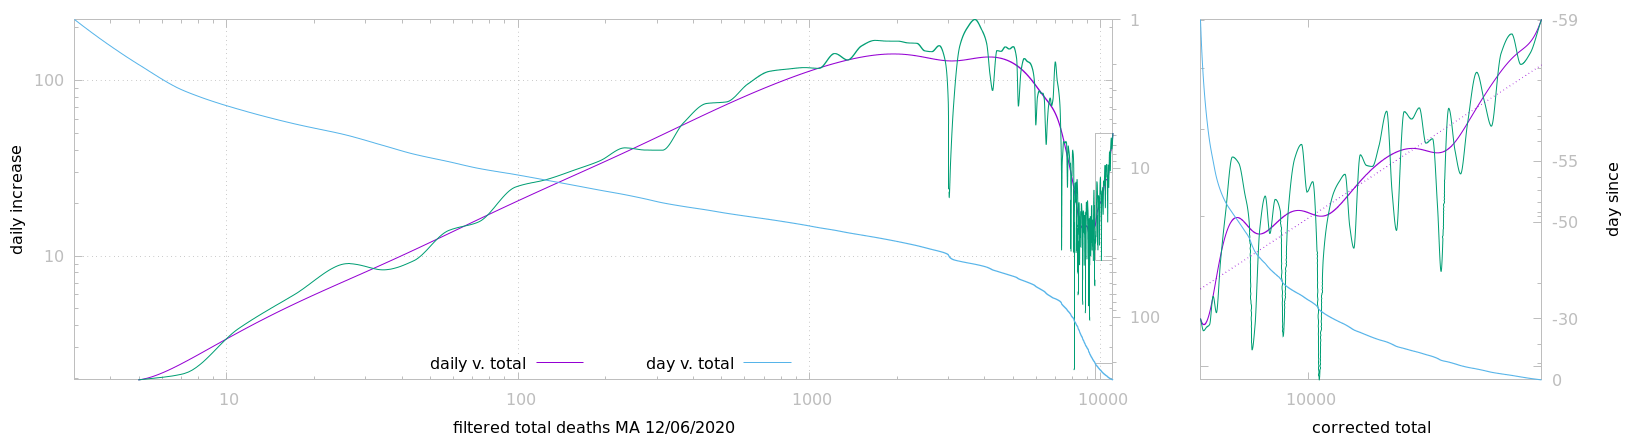 1
-59
100
daily increase
10
-55
day since
-50
10
100
-30
daily v. total
day v. total
0
10
100
1000
10000
10000
filtered total deaths MA 12/06/2020
corrected total